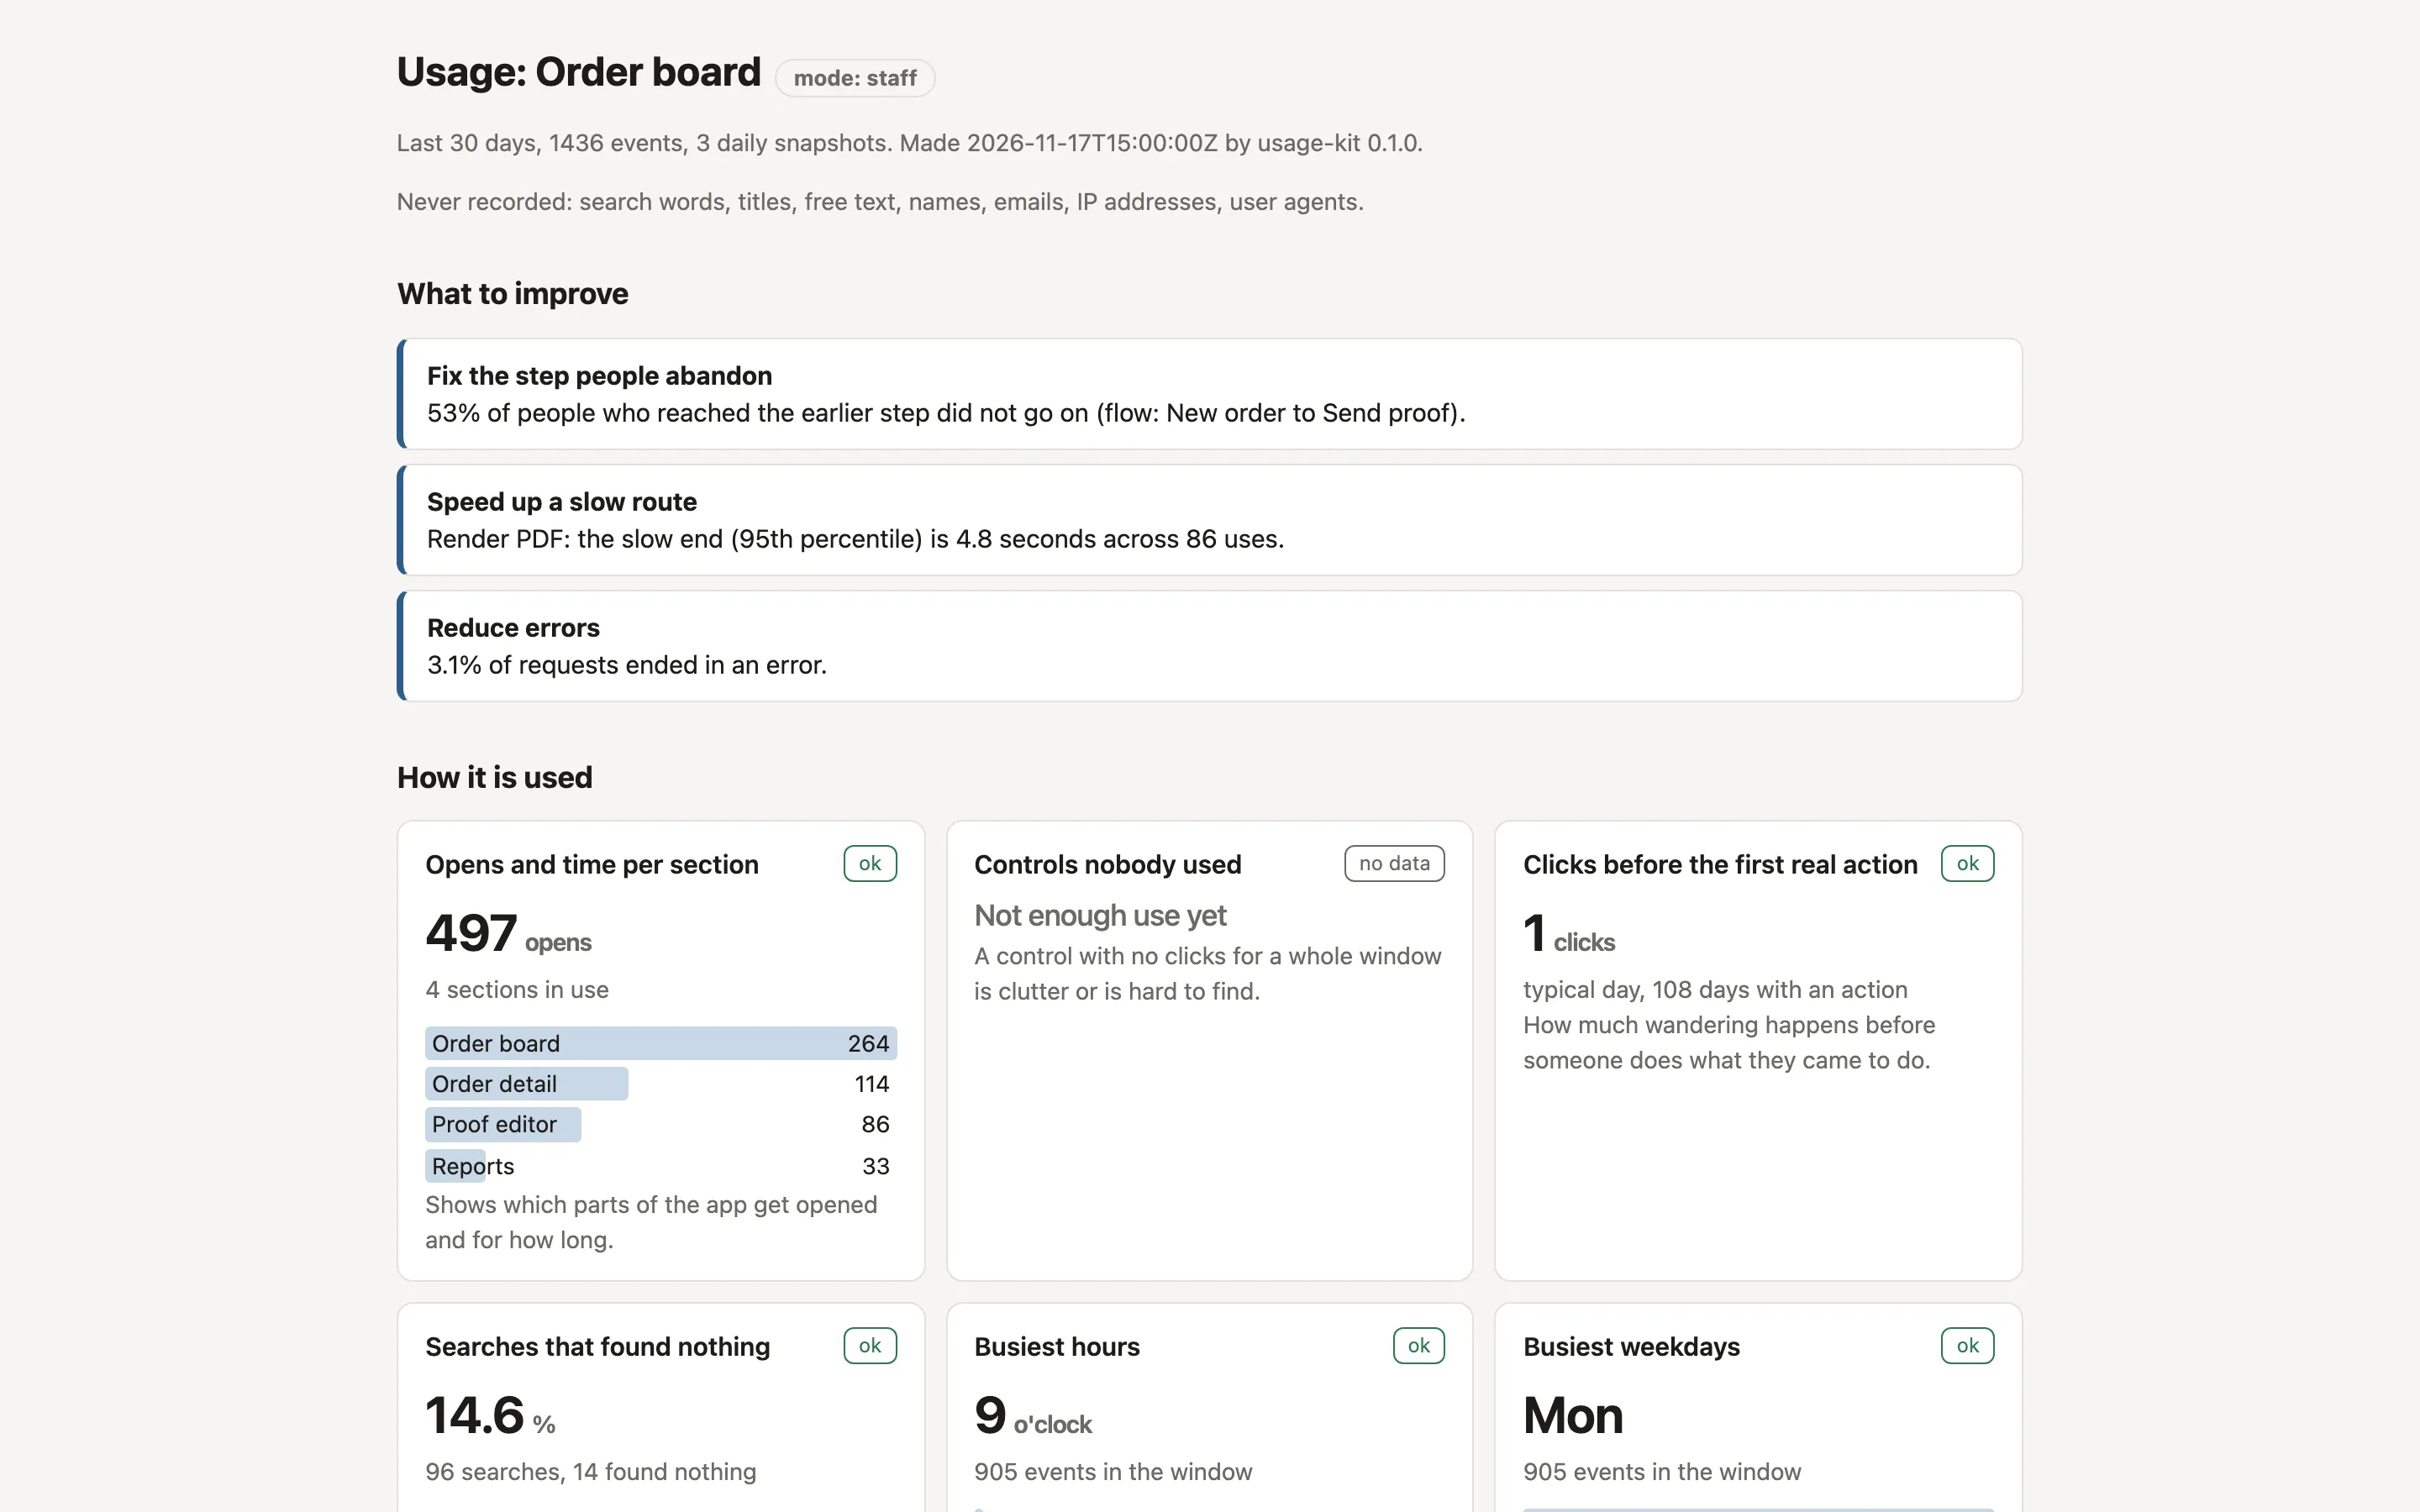 Usage: Order board
mode: staff
Last 30 days, 1436 events, 3 daily snapshots. Made 2026-11-17T15:00:00Z by usage-kit 0.1.0.
Never recorded: search words, titles, free text, names, emails, IP addresses, user agents.
What to improve
Fix the step people abandon
53% of people who reached the earlier step did not go on (flow: New order to Send proof).
Speed up a slow route
Render PDF: the slow end (95th percentile) is 4.8 seconds across 86 uses.
Reduce errors
3.1% of requests ended in an error.
How it is used
Opens and time per section
ok
497 opens
4 sections in use
Order board 264
Order detail 114
Proof editor 86
Reports 33
Shows which parts of the app get opened
and for how long.
Controls nobody used
no data
Not enough use yet
A control with no clicks for a whole window
is clutter or is hard to find.
Clicks before the first real action
ok
1 clicks
typical day, 108 days with an action
How much wandering happens before
someone does what they came to do.
Searches that found nothing
ok
14.6 %
96 searches, 14 found nothing
Busiest hours
ok
9 o'clock
905 events in the window
Busiest weekdays
ok
Mon
905 events in the window